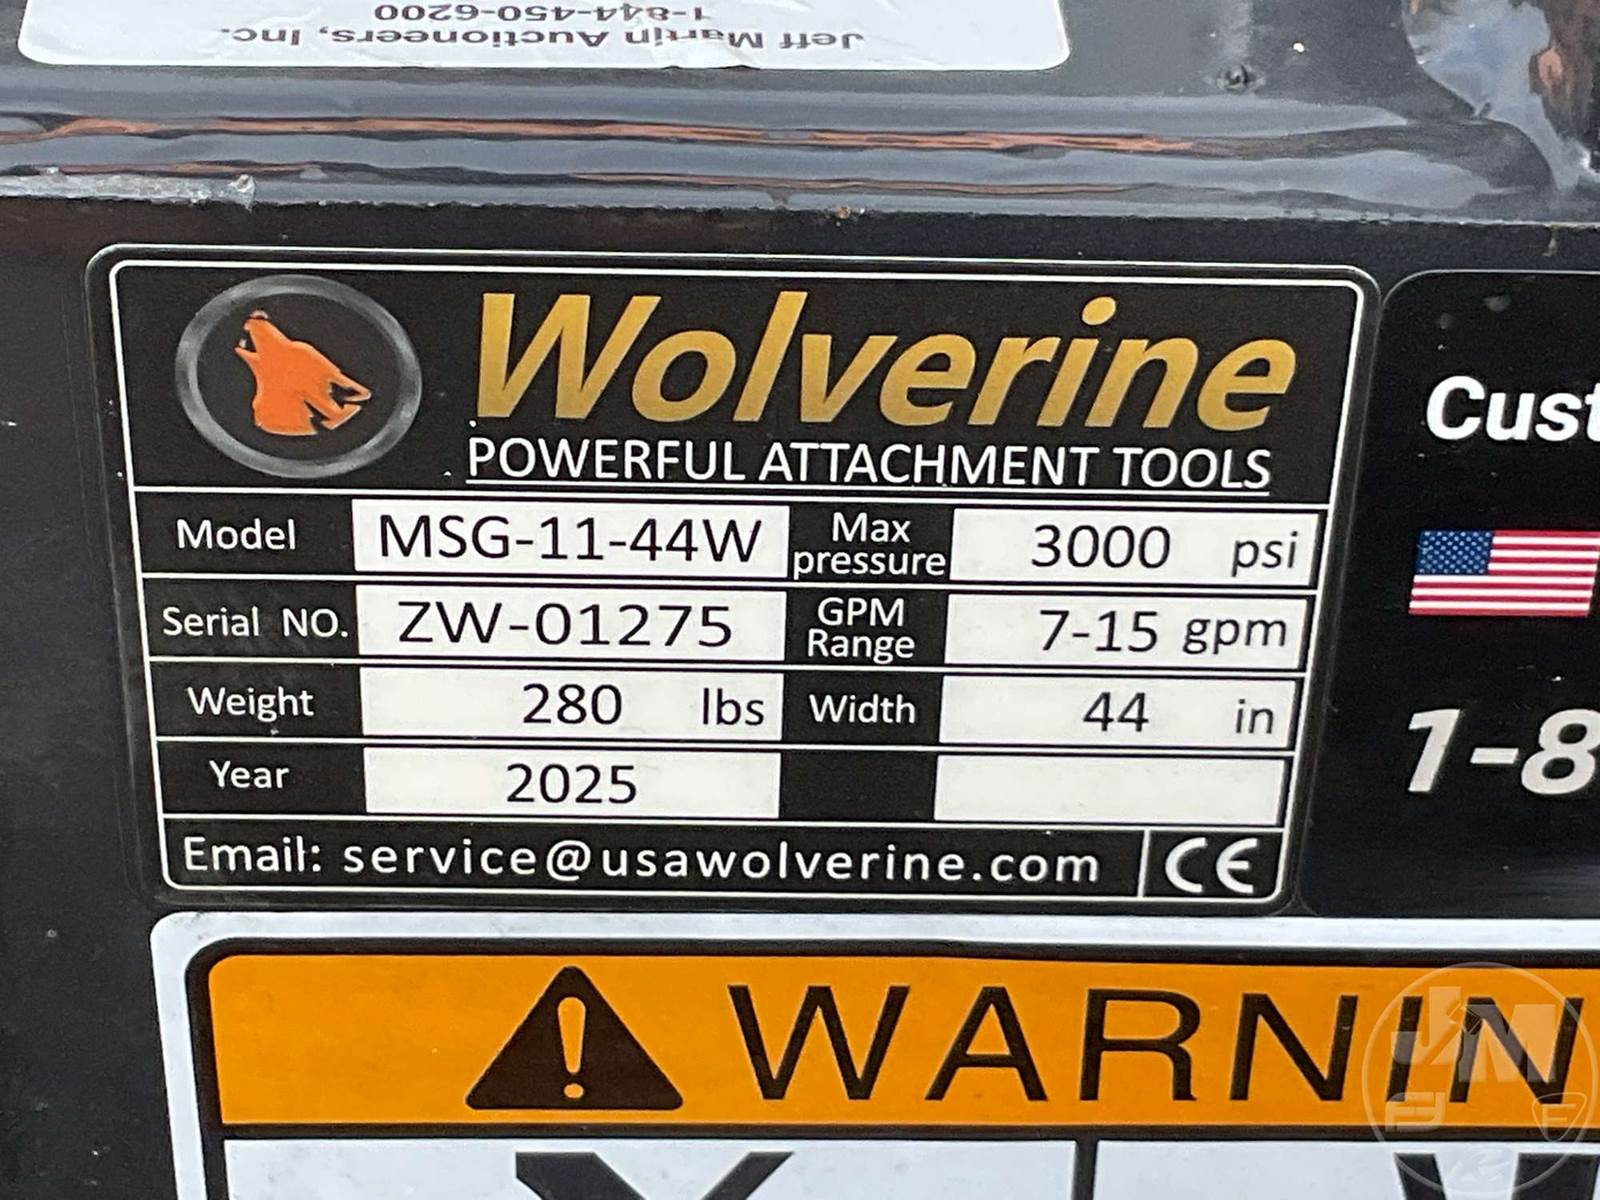 Jeff Martin Auctioneers, Inc.
1-844-450-6200
Wolverine
POWERFUL ATTACHMENT TOOLS
Model MSG-11-44W Max pressure 3000 psi
Serial NO. ZW-01275 GPM Range 7-15 gpm
Weight 280 lbs Width 44 in
Year 2025
Email: service@usawolverine.com CE
Cust
1-8
WARNIN
JM